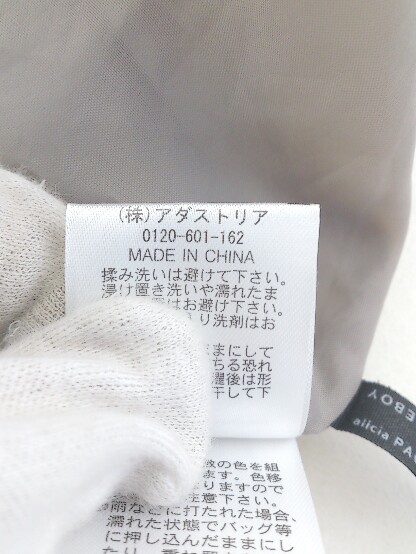 (株)アダストリア
0120-601-162
MADE IN CHINA
揉み洗いは避けて下さい。
浸け置き洗いや濡れたま
はお避け下さい。
り洗剤はお
まにして
ちる恐れ
濯後は形
干して下
の色を組
ます。色移
りますので
注意下さい。
雨などに打たれた場合、
濡れた状態でバッグ等
に押し込んだままにし
alicia